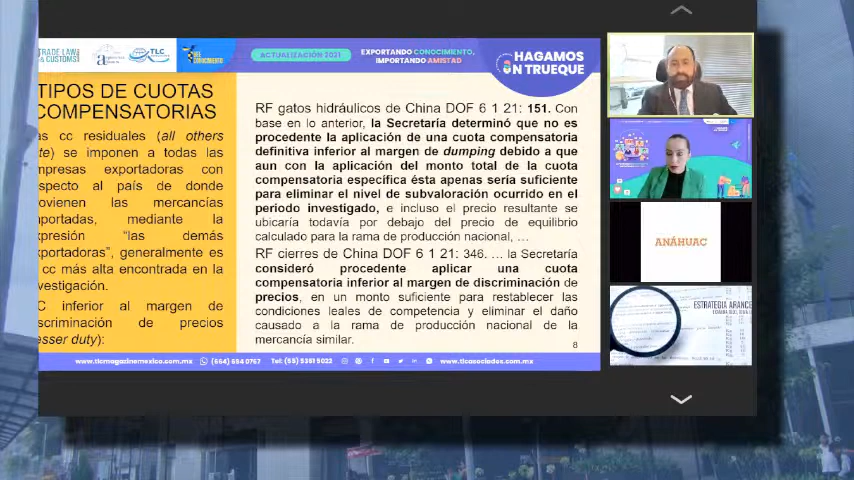 TRADE LAW
& CUSTOMS
TLC
DEL
CONOCIMIENTO
ACTUALIZACIÓN 2021
EXPORTANDO CONOCIMIENTO,
IMPORTANDO AMISTAD
HAGAMOS
UN TRUEQUE
TIPOS DE CUOTAS
COMPENSATORIAS
as cc residuales (all others
te) se imponen a todas las
mpresas exportadoras con
specto al país de donde
ovienen las mercancías
portadas, mediante la
xpresión "las demás
xportadoras", generalmente es
cc más alta encontrada en la
vestigación.
C inferior al margen de
scriminación de precios
esser duty):
RF gatos hidráulicos de China DOF 6 1 21: 151. Con
base en lo anterior, la Secretaría determinó que no es
procedente la aplicación de una cuota compensatoria
definitiva inferior al margen de dumping debido a que
aun con la aplicación del monto total de la cuota
compensatoria específica ésta apenas sería suficiente
para eliminar el nivel de subvaloración ocurrido en el
periodo investigado, e incluso el precio resultante se
ubicaría todavía por debajo del precio de equilibrio
calculado para la rama de producción nacional, ...
RF cierres de China DOF 6 1 21: 346. ... la Secretaría
consideró procedente aplicar una cuota
compensatoria inferior al margen de discriminación de
precios, en un monto suficiente para restablecer las
condiciones leales de competencia y eliminar el daño
causado a la rama de producción nacional de la
mercancía similar.
8
www.tlcmagazinemexico.com.mx
Tel: (55) 5351 5022
www.tlcasociados.com.mx
ANÁHUAC
ESTRATEGIA ARANCE